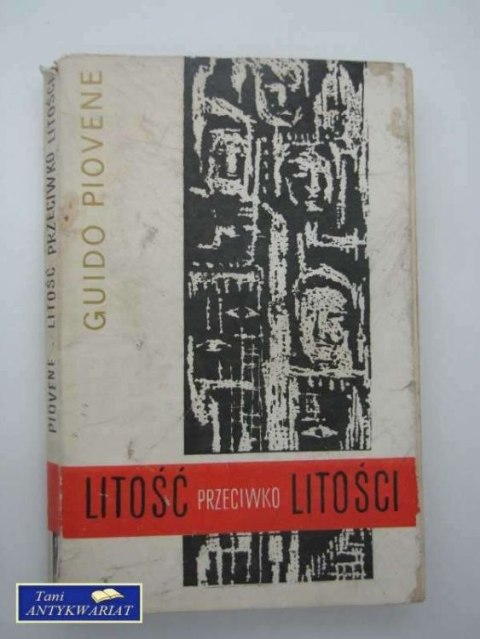 PIOVENE - LITOŚĆ PRZECIWKO LITOŚCI
GUIDO PIOVENE
LITOŚĆ PRZECIWKO LITOŚCI
Tani
ANTYKWARIAT